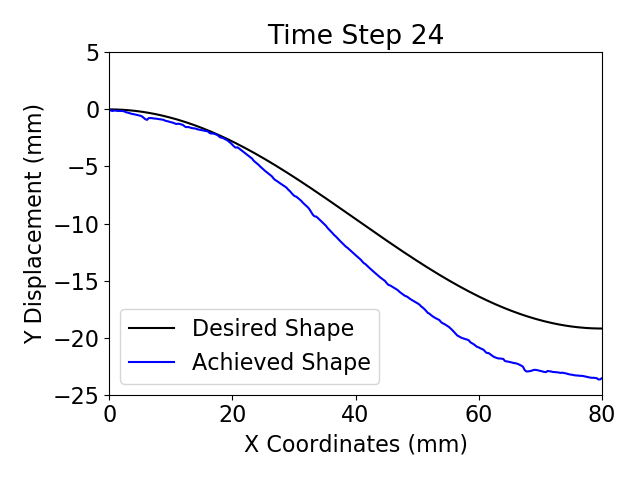 Time Step 24
Y Displacement (mm)
5
0
−5
−10
−15
−20
−25
Desired Shape
Achieved Shape
0 20 40 60 80
X Coordinates (mm)